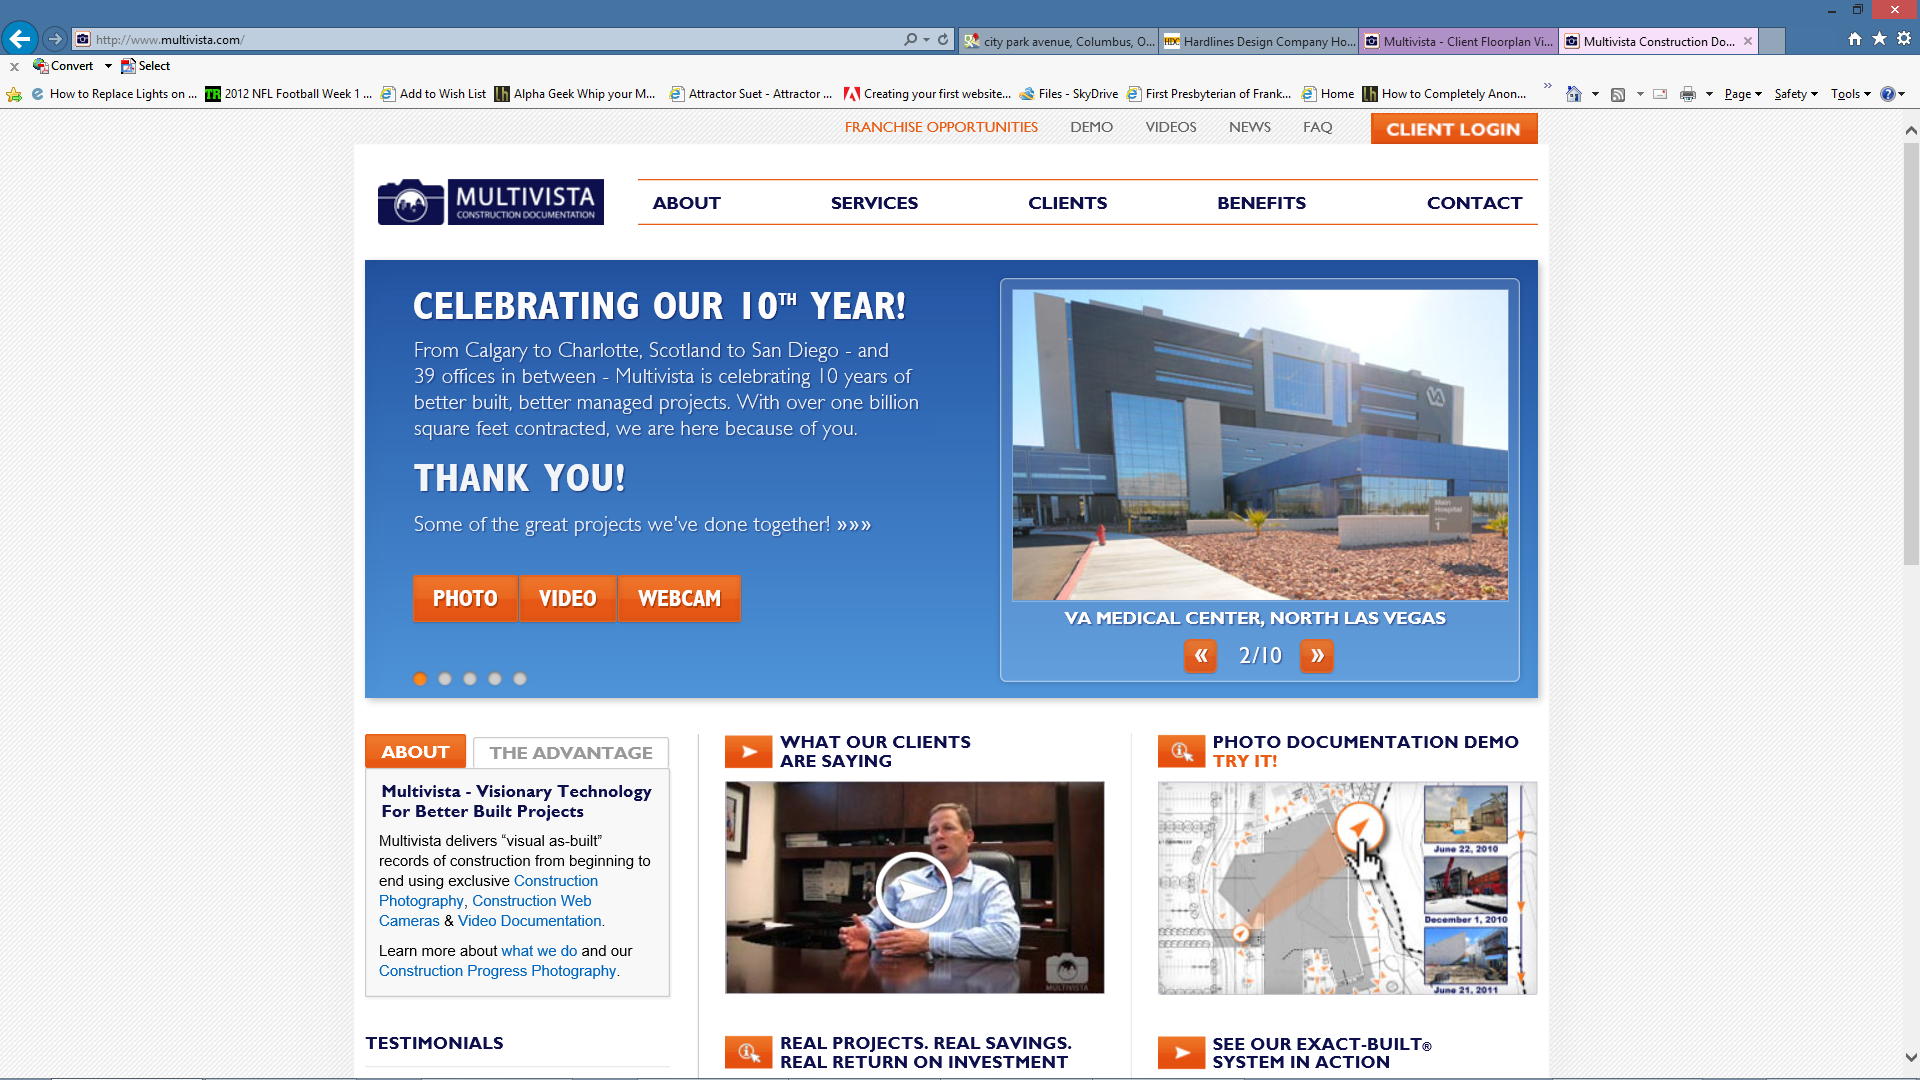 http://www.multivista.com/
city park avenue, Columbus, O...
Hardlines Design Company Ho...
Multivista - Client Floorplan Vi...
Multivista Construction Do...
Convert
Select
How to Replace Lights on ...
2012 NFL Football Week 1 ...
Add to Wish List
Alpha Geek Whip your M...
Attractor Suet - Attractor ...
Creating your first website...
Files - SkyDrive
First Presbyterian of Frank...
Home
How to Completely Anon...
Page
Safety
Tools
FRANCHISE OPPORTUNITIES
DEMO
VIDEOS
NEWS
FAQ
CLIENT LOGIN
MULTIVISTA
CONSTRUCTION DOCUMENTATION
ABOUT
SERVICES
CLIENTS
BENEFITS
CONTACT
CELEBRATING OUR 10TH YEAR!
From Calgary to Charlotte, Scotland to San Diego - and
39 offices in between - Multivista is celebrating 10 years of
better built, better managed projects. With over one billion
square feet contracted, we are here because of you.
THANK YOU!
Some of the great projects we've done together! »»»
PHOTO
VIDEO
WEBCAM
VA
Main
Hospital
1
VA MEDICAL CENTER, NORTH LAS VEGAS
« 2/10 »
ABOUT
THE ADVANTAGE
Multivista - Visionary Technology
For Better Built Projects
Multivista delivers “visual as-built”
records of construction from beginning to
end using exclusive Construction
Photography, Construction Web
Cameras & Video Documentation.
Learn more about what we do and our
Construction Progress Photography.
WHAT OUR CLIENTS
ARE SAYING
MULTIVISTA
PHOTO DOCUMENTATION DEMO
TRY IT!
June 22, 2010
December 1, 2010
June 21, 2011
TESTIMONIALS
REAL PROJECTS. REAL SAVINGS.
REAL RETURN ON INVESTMENT
SEE OUR EXACT-BUILT®
SYSTEM IN ACTION